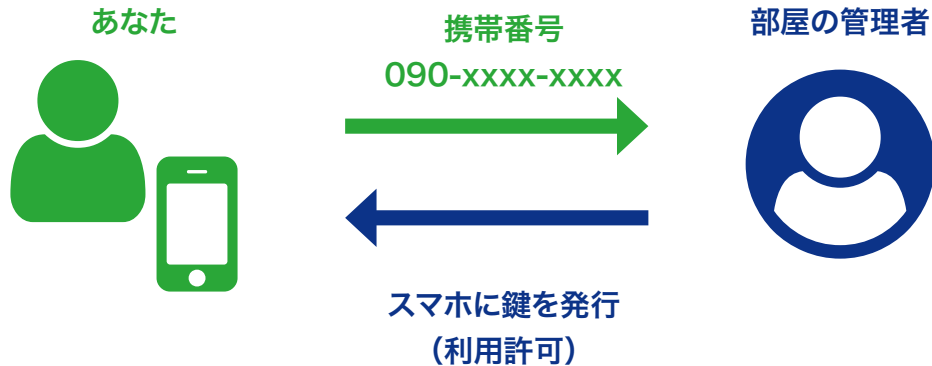 あなた
携帯番号
090-xxxx-xxxx
部屋の管理者
スマホに鍵を発行
（利用許可）